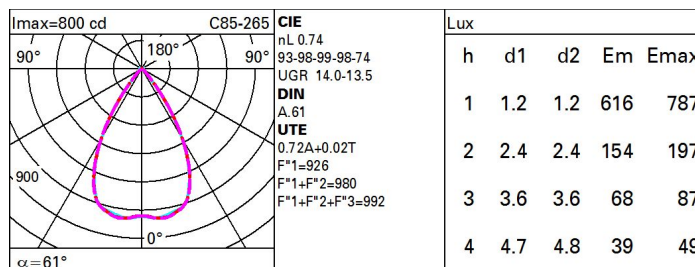 Imax=800 cd C85-265
90° 180° 90°
900
0°
α=61°
CIE
nL 0.74
93-98-99-98-74
UGR 14.0-13.5
DIN
A.61
UTE
0.72A+0.02T
F"1=926
F"1+F"2=980
F"1+F"2+F"3=992
Lux
h d1 d2 Em Emax
1 1.2 1.2 616 787
2 2.4 2.4 154 197
3 3.6 3.6 68 87
4 4.7 4.8 39 49